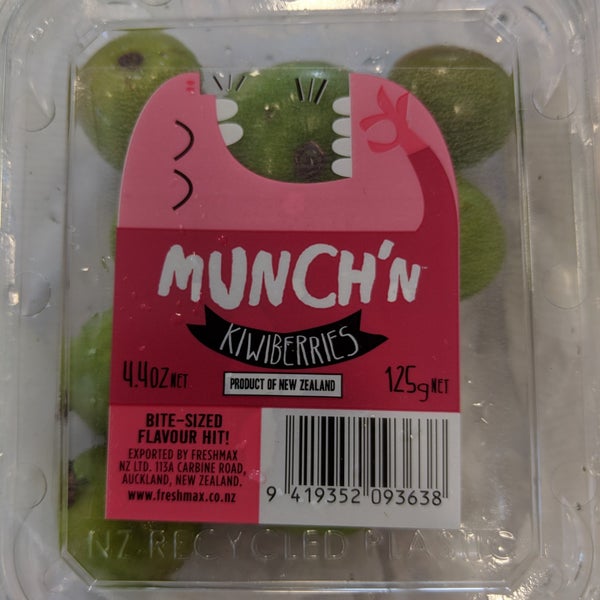 MUNCH'N
KIWIBERRIES
4.4OZ NET
PRODUCT OF NEW ZEALAND
125g NET
BITE-SIZED
FLAVOUR HIT!
EXPORTED BY FRESHMAX
NZ LTD. 113A CARBINE ROAD,
AUCKLAND, NEW ZEALAND.
www.freshmax.co.nz
9 419352 093638
NZ RECYCLED PLASTIC